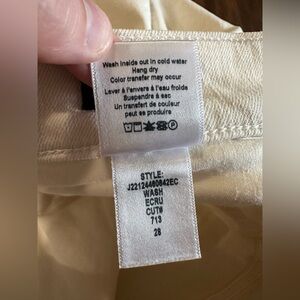 Wash inside out in cold water
Hang dry
Color transfer may occur
Laver à l'envers à l'eau froide
Suspendre à sec
Un transfert de couleur
peut se produire
STYLE:
J22124460842EC
WASH
ECRU
CUT#
713
28